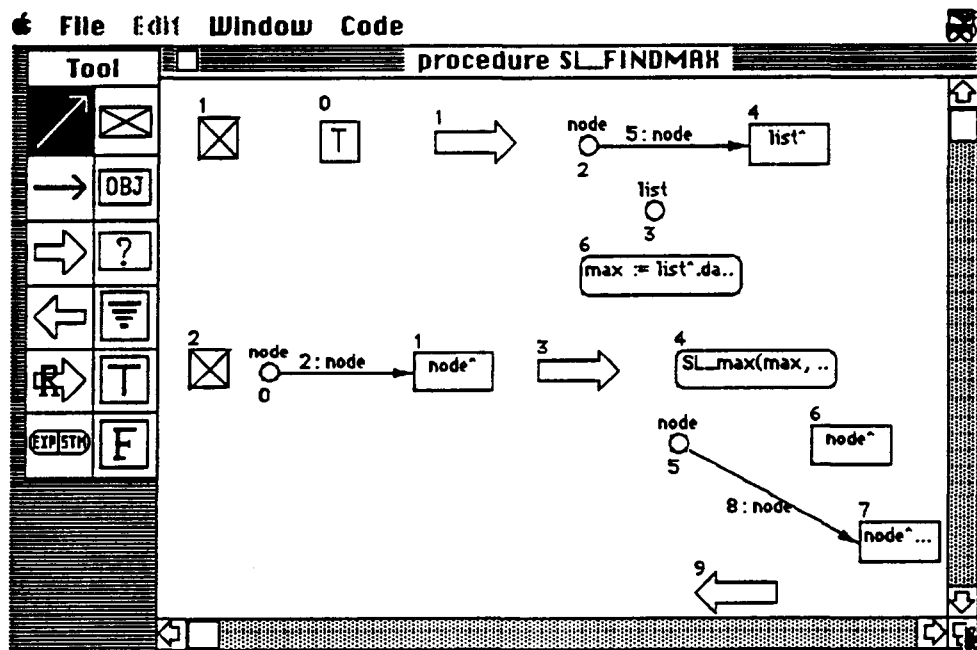 File Edit Window Code
procedure SL_FINDMAX
Tool
OBJ
?
R
T
EXP STM
F
1
0
T
1
node
5: node
2
4
list^
list
3
6
max := list^.da..
2
node
2: node
0
1
node^
3
4
SL_max(max, ..
node
5
6
node^
8: node
7
node^...
9